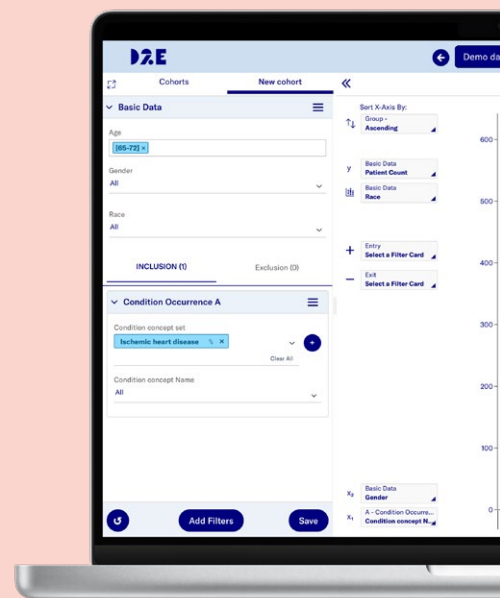 D2E
Demo da
Cohorts
New cohort
Basic Data
Age
[65-72] ×
Gender
All
Race
All
INCLUSION (1)
Exclusion (0)
Condition Occurrence A
Condition concept set
Ischemic heart disease
Clear All
Condition concept Name
All
Add Filters
Save
Sort X-Axis By:
Group -
Ascending
y
Basic Data
Patient Count
Basic Data
Race
Entry
Select a Filter Card
Exit
Select a Filter Card
X₂
Basic Data
Gender
X₁
A - Condition Occurre...
Condition concept N...
600
500
400
300
200
100
0